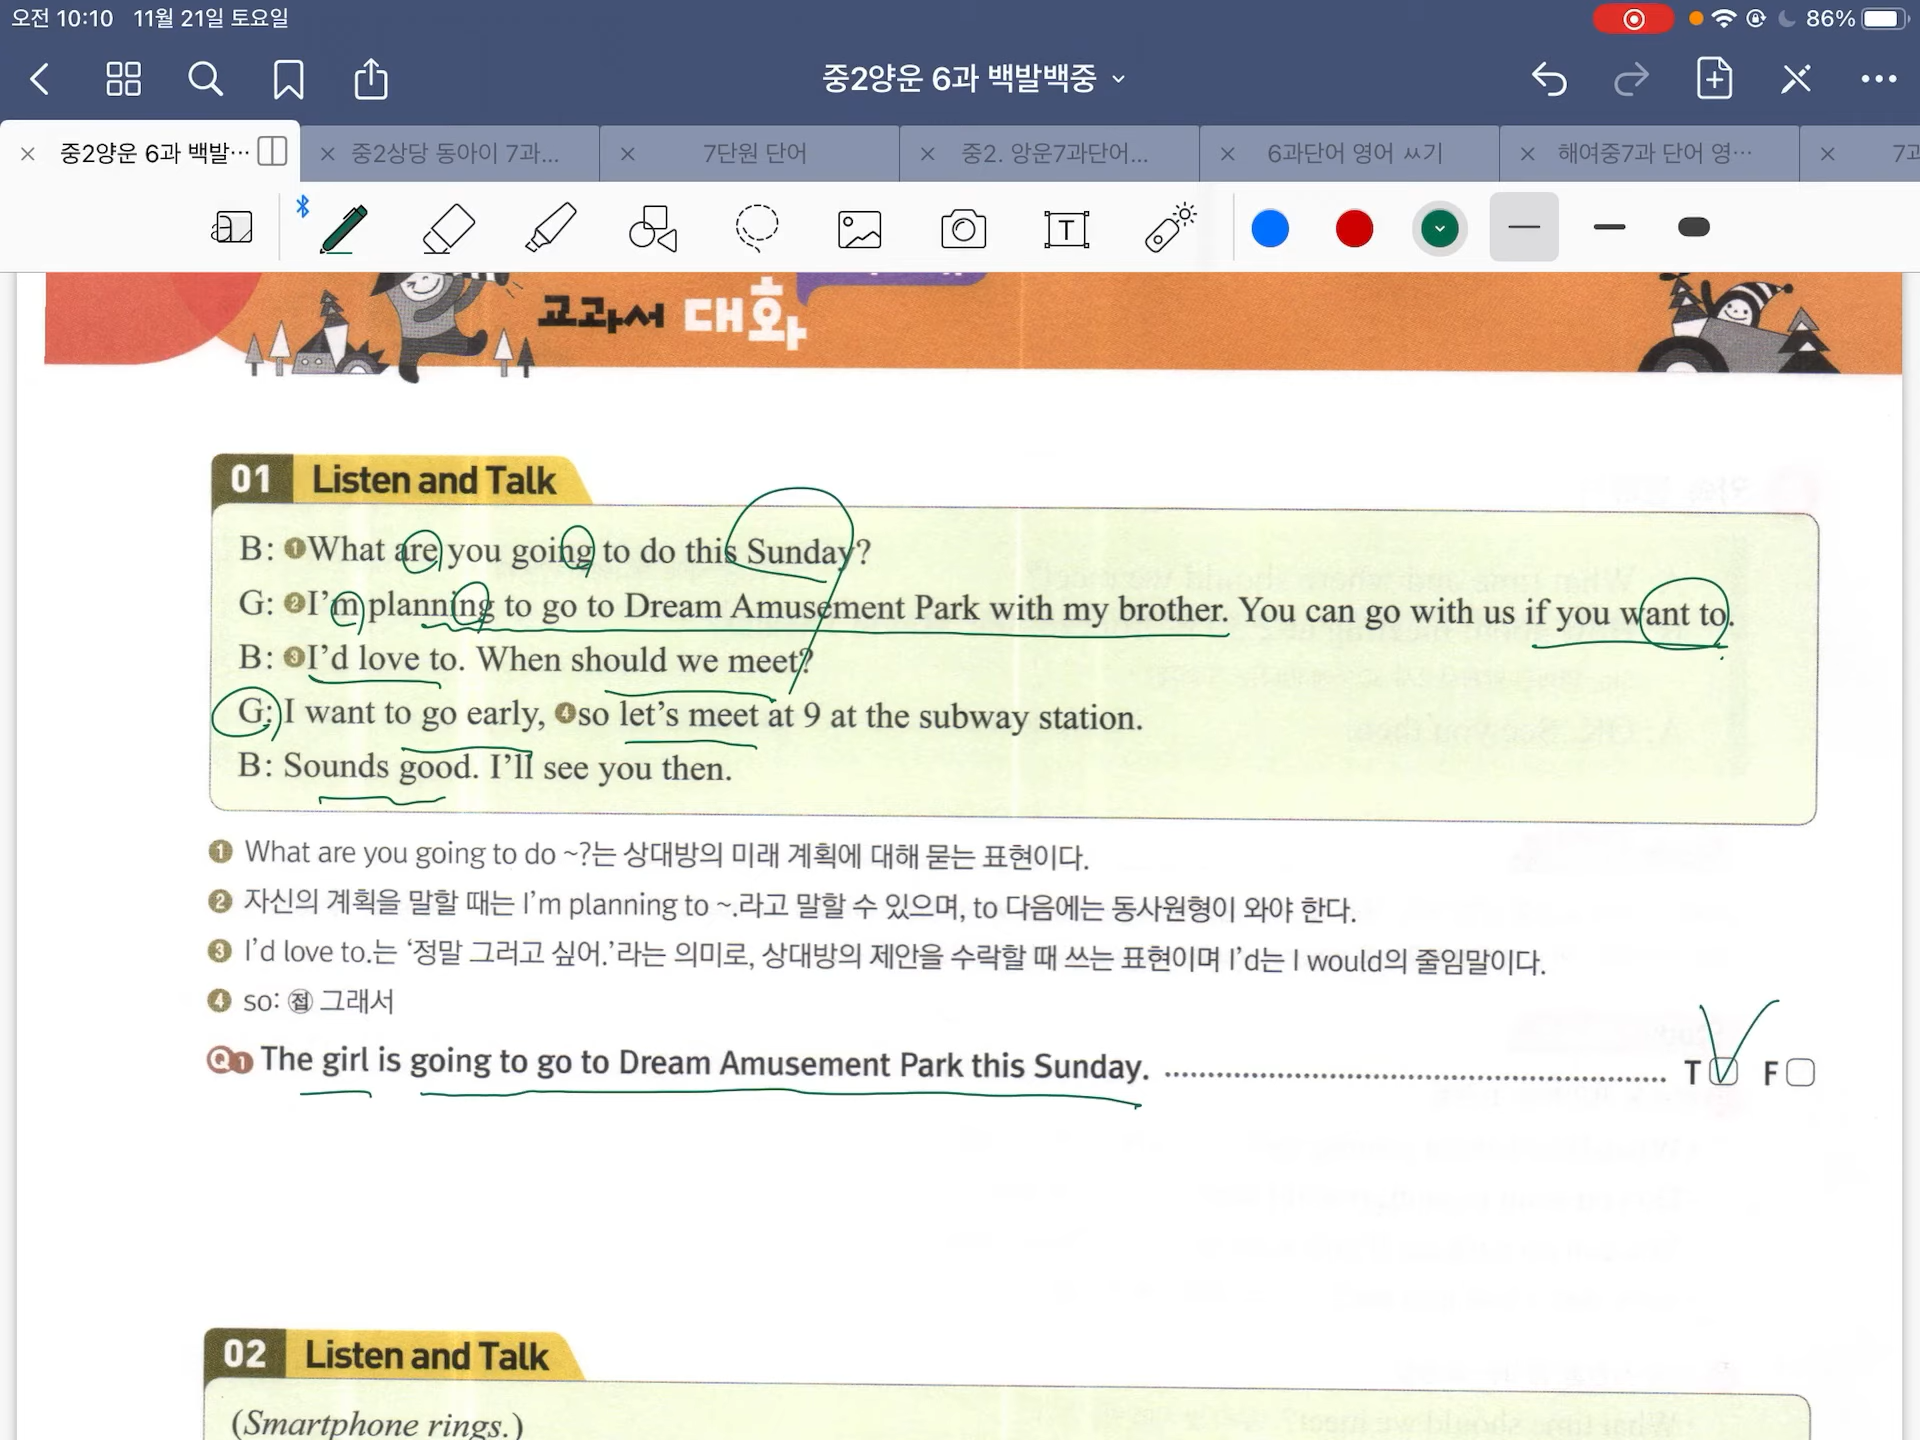 오전 10:10 11월 21일 토요일 86%
중2양운 6과 백발백중
중2양운 6과 백발… 중2상당 동아이 7과... 7단원 단어 중2. 앙운7과단어... 6과단어 영어 ㅆ기 해여중7과 단어 영… 7과
교과서 대화
01 Listen and Talk
B: ❶What are you going to do this Sunday?
G: ❷I'm planning to go to Dream Amusement Park with my brother. You can go with us if you want to.
B: ❸I'd love to. When should we meet?
G: I want to go early, ❹so let's meet at 9 at the subway station.
B: Sounds good. I'll see you then.
❶ What are you going to do ~?는 상대방의 미래 계획에 대해 묻는 표현이다.
❷ 자신의 계획을 말할 때는 I'm planning to ~.라고 말할 수 있으며, to 다음에는 동사원형이 와야 한다.
❸ I'd love to.는 '정말 그러고 싶어.'라는 의미로, 상대방의 제안을 수락할 때 쓰는 표현이며 I'd는 I would의 줄임말이다.
❹ so: 접 그래서
Q1 The girl is going to go to Dream Amusement Park this Sunday. T F
02 Listen and Talk
(Smartphone rings.)